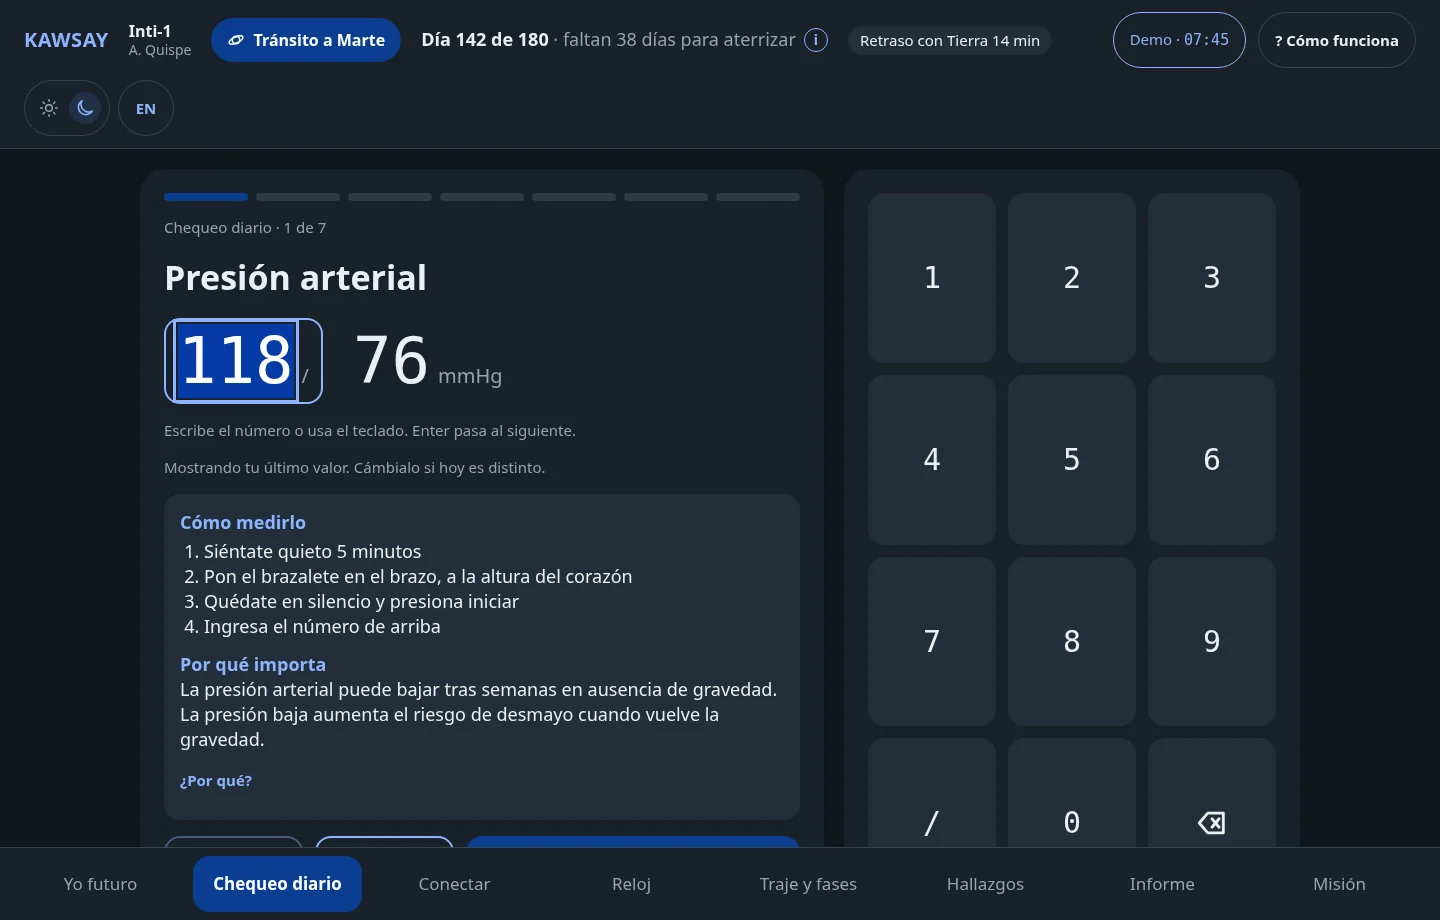 KAWSAY
Inti-1
A. Quispe
Tránsito a Marte
Día 142 de 180 · faltan 38 días para aterrizar
i
Retraso con Tierra 14 min
Demo · 07:45
? Cómo funciona
EN
Chequeo diario · 1 de 7
Presión arterial
118 / 76 mmHg
Escribe el número o usa el teclado. Enter pasa al siguiente.
Mostrando tu último valor. Cámbialo si hoy es distinto.
Cómo medirlo
1. Siéntate quieto 5 minutos
2. Pon el brazalete en el brazo, a la altura del corazón
3. Quédate en silencio y presiona iniciar
4. Ingresa el número de arriba
Por qué importa
La presión arterial puede bajar tras semanas en ausencia de gravedad.
La presión baja aumenta el riesgo de desmayo cuando vuelve la
gravedad.
¿Por qué?
1 2 3
4 5 6
7 8 9
/ 0
Yo futuro
Chequeo diario
Conectar
Reloj
Traje y fases
Hallazgos
Informe
Misión